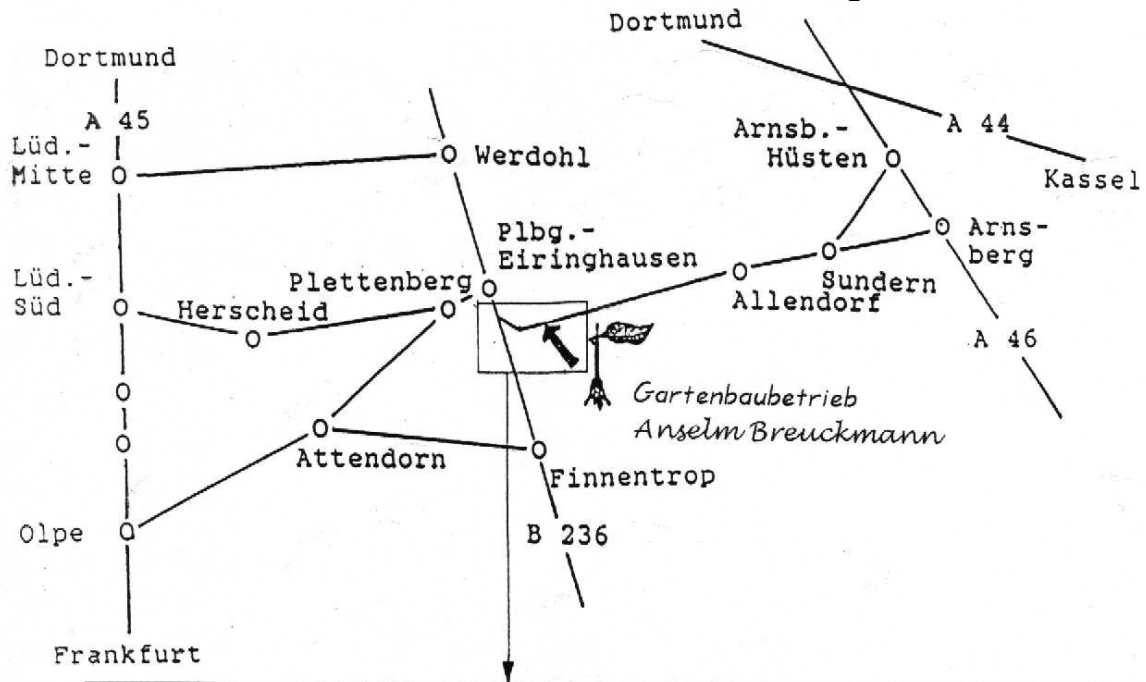 Dortmund
Dortmund
A 45
A 44
Lüd.-
Mitte
Werdohl
Arnsb.-
Hüsten
Kassel
Plbg.-
Eiringhausen
Arns-
berg
Lüd.-
Süd
Herscheid
Plettenberg
Allendorf
Sundern
A 46
Gartenbaubetrieb
Anselm Breuckmann
Attendorn
Finnentrop
Olpe
B 236
Frankfurt